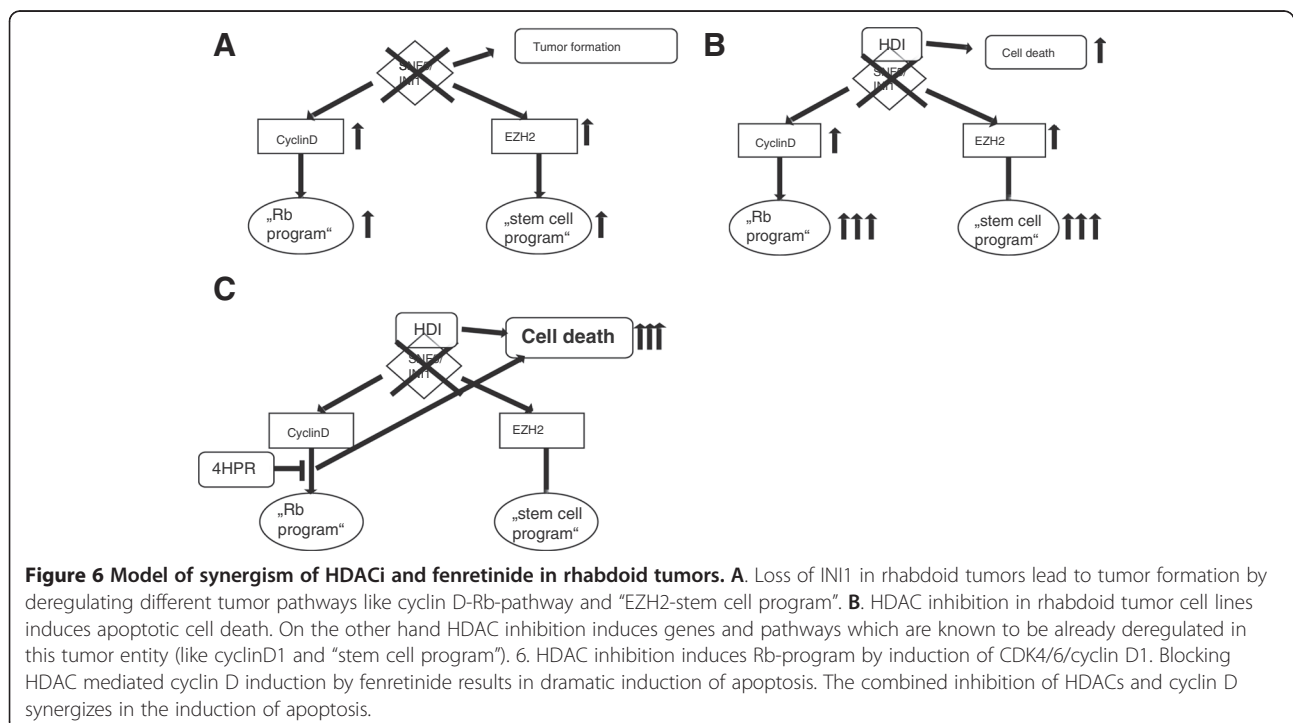 A
SNF5/
INI1
Tumor formation
CyclinD
EZH2
„Rb
program“
„stem cell
program“
B
HDI
SNF5/
INI1
Cell death
CyclinD
EZH2
„Rb
program“
„stem cell
program“
C
HDI
SNF5/
INI1
Cell death
CyclinD
EZH2
4HPR
„Rb
program“
„stem cell
program“
Figure 6 Model of synergism of HDACi and fenretinide in rhabdoid tumors. A. Loss of INI1 in rhabdoid tumors lead to tumor formation by
deregulating different tumor pathways like cyclin D-Rb-pathway and “EZH2-stem cell program”. B. HDAC inhibition in rhabdoid tumor cell lines
induces apoptotic cell death. On the other hand HDAC inhibition induces genes and pathways which are known to be already deregulated in
this tumor entity (like cyclinD1 and “stem cell program”). 6. HDAC inhibition induces Rb-program by induction of CDK4/6/cyclin D1. Blocking
HDAC mediated cyclin D induction by fenretinide results in dramatic induction of apoptosis. The combined inhibition of HDACs and cyclin D
synergizes in the induction of apoptosis.